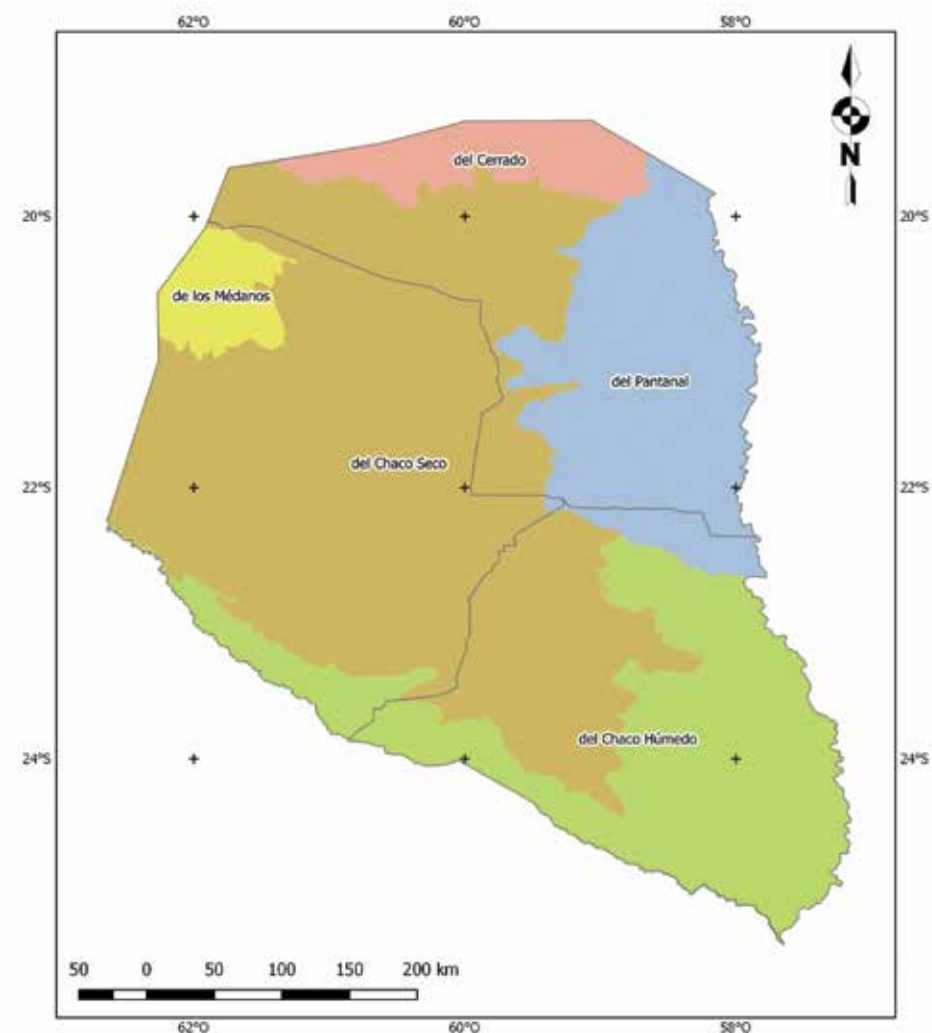 62°O 60°O 58°O
N
del Cerrado
20°S 20°S
de los Médanos
del Pantanal
del Chaco Seco
22°S 22°S
del Chaco Húmedo
24°S 24°S
50 0 50 100 150 200 km
62°O 60°O 58°O